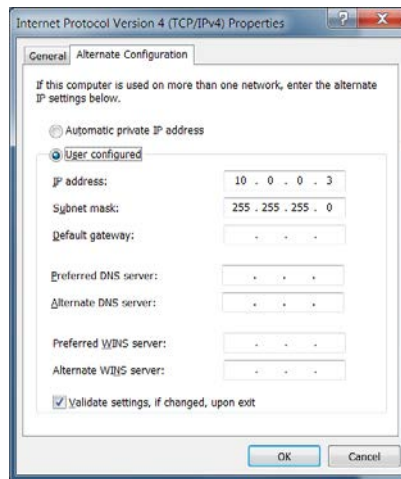 Internet Protocol Version 4 (TCP/IPv4) Properties
General Alternate Configuration
If this computer is used on more than one network, enter the alternate
IP settings below.
Automatic private IP address
User configured
IP address: 10 . 0 . 0 . 3
Subnet mask: 255 . 255 . 255 . 0
Default gateway: . . .
Preferred DNS server: . . .
Alternate DNS server: . . .
Preferred WINS server: . . .
Alternate WINS server: . . .
Validate settings, if changed, upon exit
OK Cancel